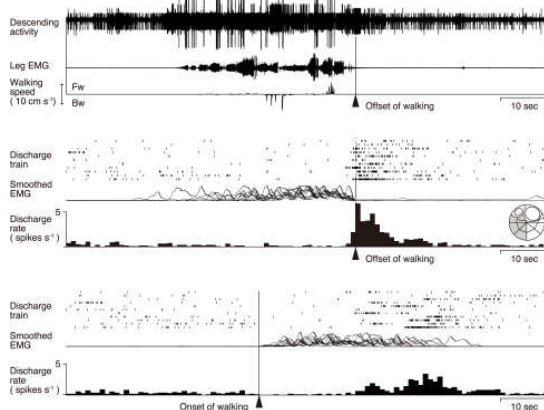 Descending
activity
Leg EMG
Walking
speed
( 10 cm s⁻¹)
Fw
Bw
Offset of walking
10 sec
Discharge
train
Smoothed
EMG
Discharge
rate
( spikes s⁻¹)
5
0
Offset of walking
10 sec
Discharge
train
Smoothed
EMG
Discharge
rate
( spikes s⁻¹)
5
0
Onset of walking
10 sec